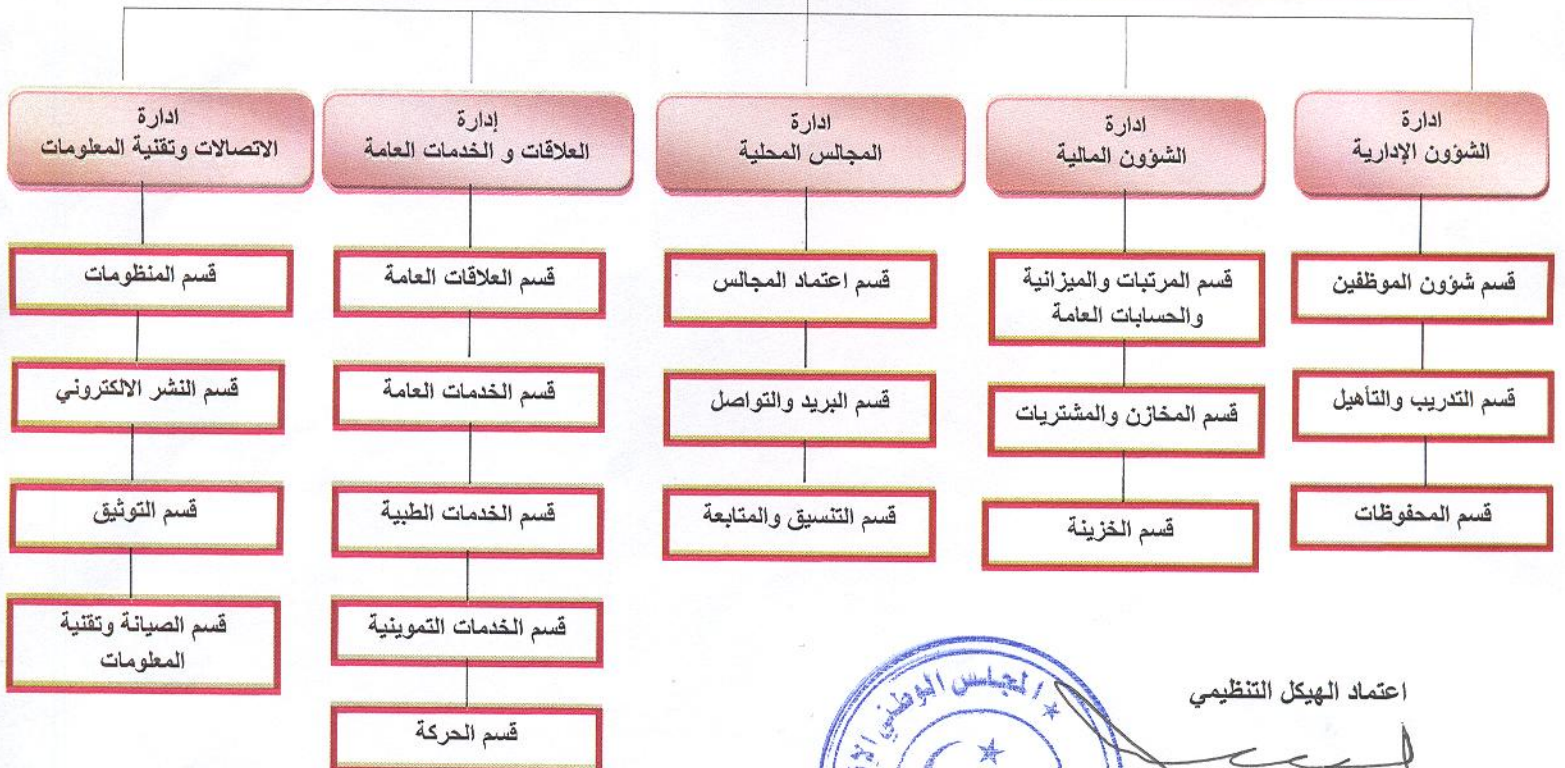 ادارة
الشؤون الإدارية
ادارة
الشؤون المالية
ادارة
المجالس المحلية
إدارة
العلاقات و الخدمات العامة
ادارة
الاتصالات وتقنية المعلومات
قسم شؤون الموظفين
قسم التدريب والتأهيل
قسم المحفوظات
قسم المرتبات والميزانية
والحسابات العامة
قسم المخازن والمشتريات
قسم الخزينة
قسم اعتماد المجالس
قسم البريد والتواصل
قسم التنسيق والمتابعة
قسم العلاقات العامة
قسم الخدمات العامة
قسم الخدمات الطبية
قسم الخدمات التموينية
قسم الحركة
قسم المنظومات
قسم النشر الالكتروني
قسم التوثيق
قسم الصيانة وتقنية
المعلومات
اعتماد الهيكل التنظيمي
المجلس الوطني